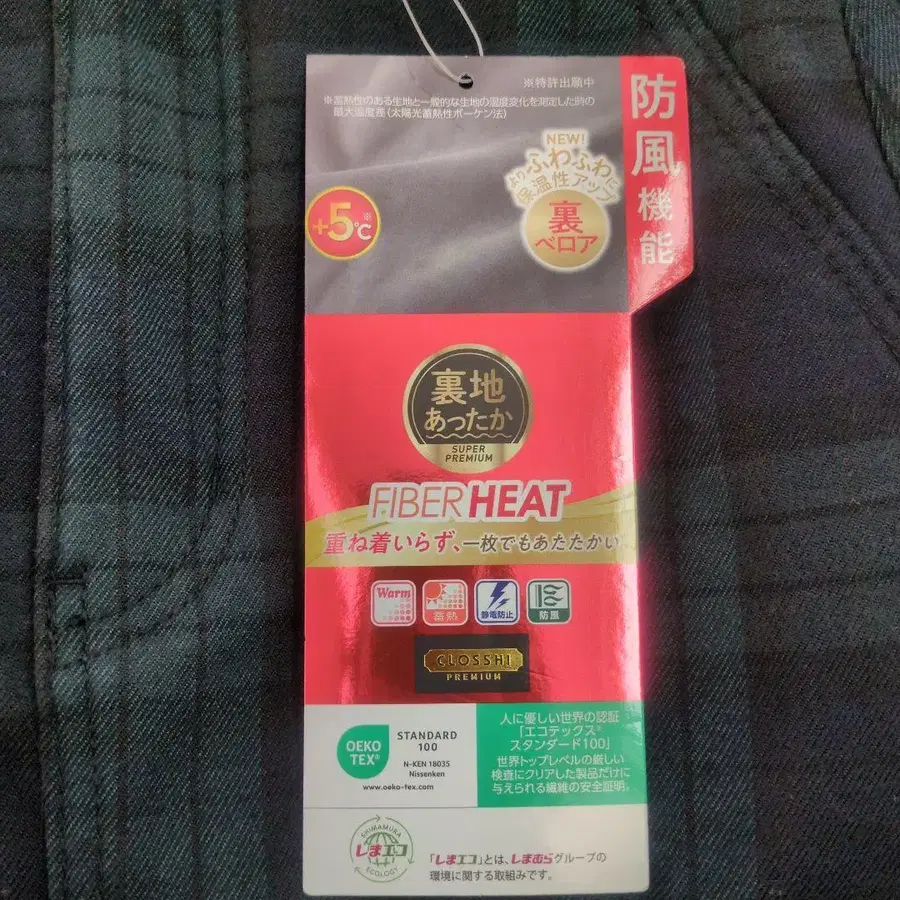 ※特許出願中
※蓄熱性のある生地と一般的な生地の温度変化を測定した時の
最大温度差(太陽光蓄熱性ボーケン法)
防風機能
NEW!
よりふわふわに
保温性アップ
裏
ベロア
+5℃※
裏地
あったか
SUPER
PREMIUM
FIBER HEAT
重ね着いらず、一枚でもあたたかい
Warm
蓄熱
静電防止
防風
CLOSSHI
PREMIUM
OEKO
TEX®
STANDARD
100
N-KEN 18035
Nissenken
www.oeko-tex.com
人に優しい世界の認証
「エコテックス®
スタンダード100」
世界トップレベルの厳しい
検査にクリアした製品だけに
与えられる繊維の安全証明。
SHIMAMURA
しまエコ
ECOLOGY
「しまエコ」とは、しまむらグループの
環境に関する取組みです。